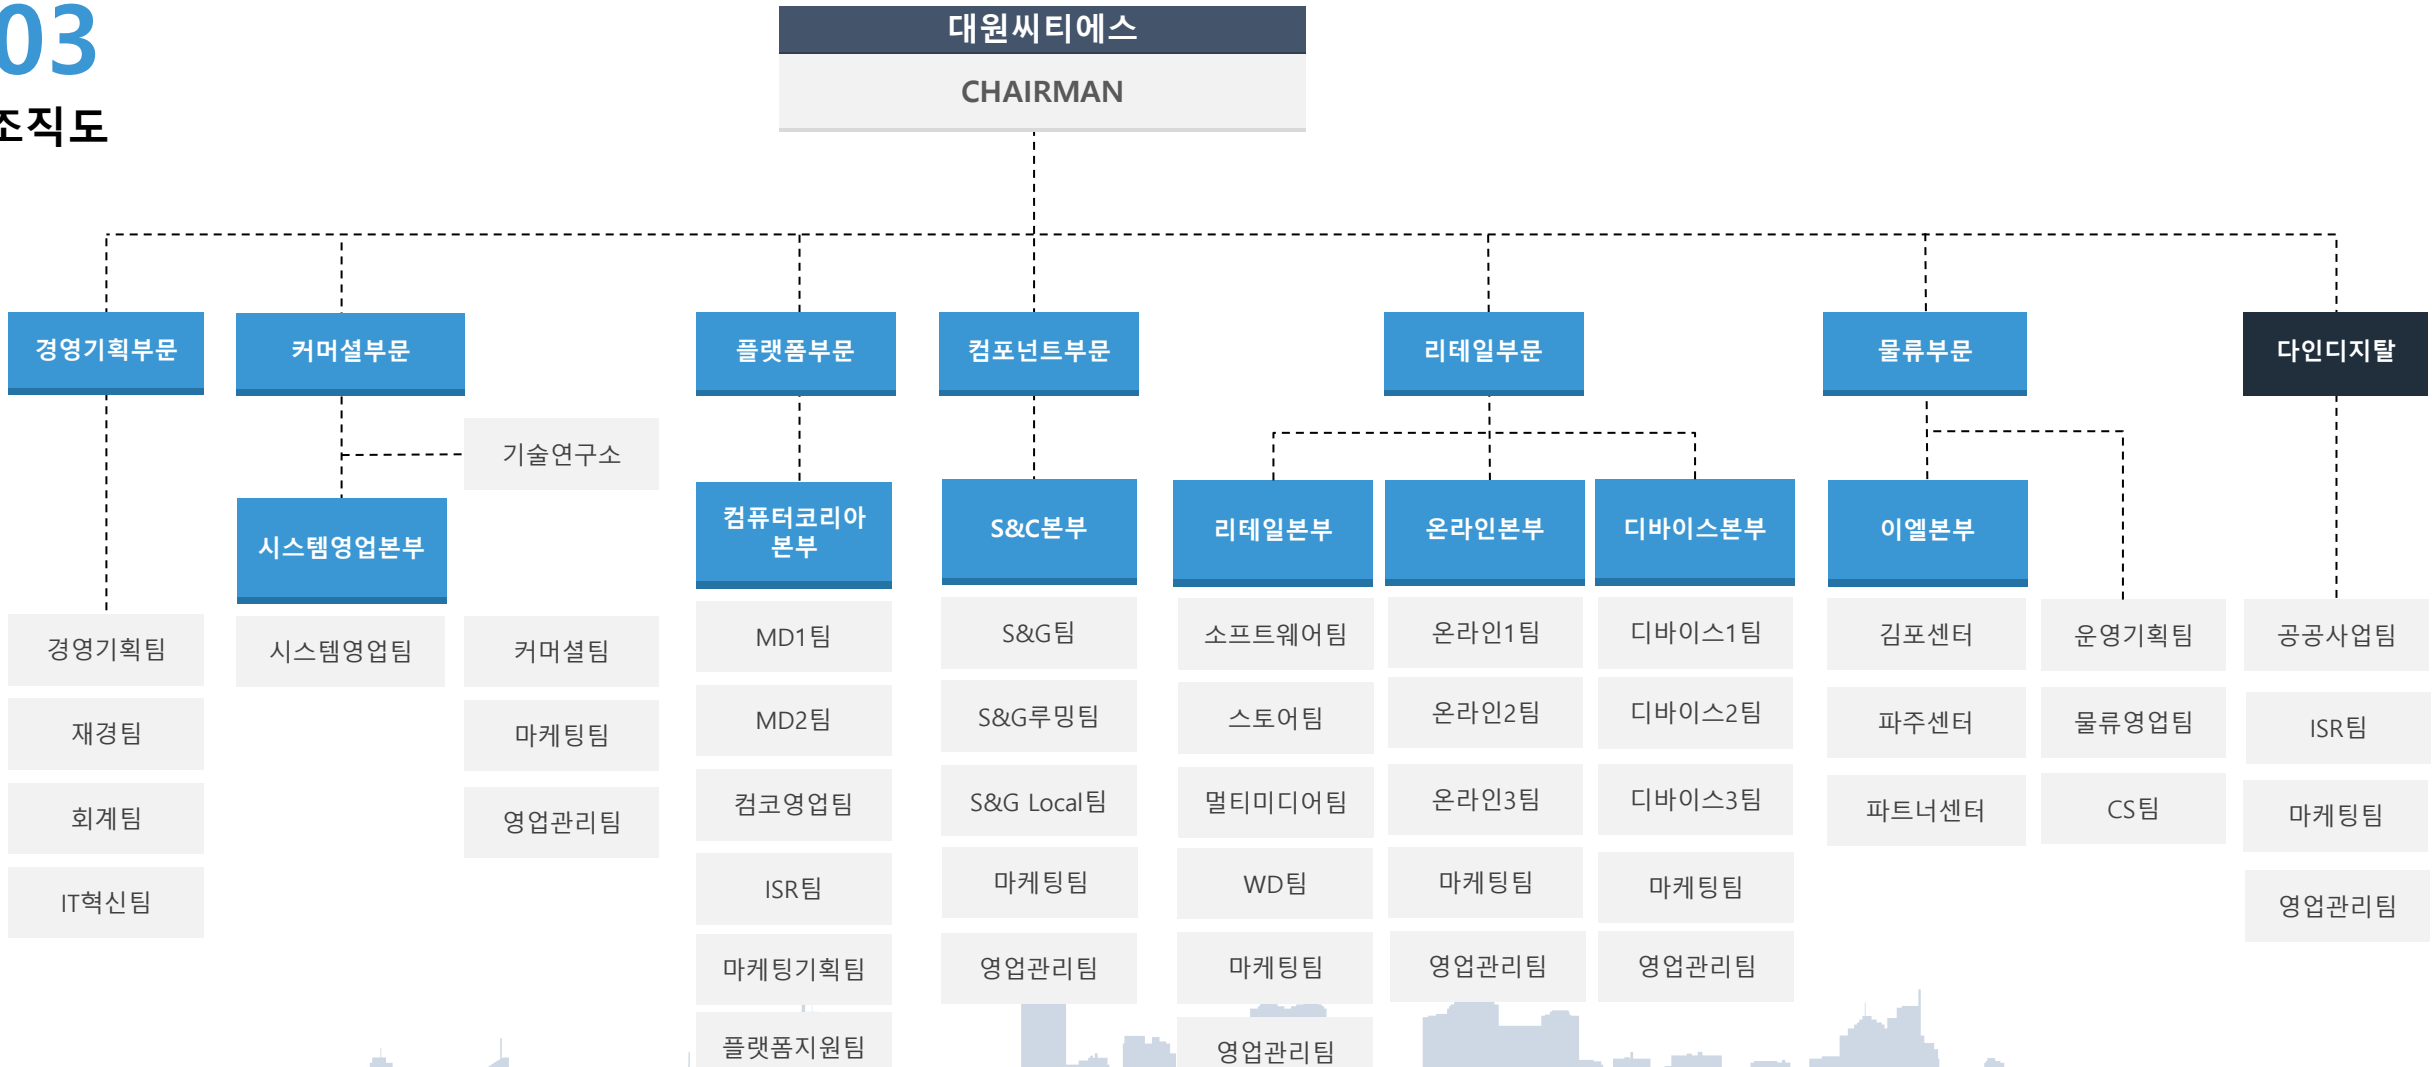 03
조직도
대원씨티에스
CHAIRMAN
경영기획부문
커머셜부문
플랫폼부문
컴포넌트부문
리테일부문
물류부문
다인디지탈
기술연구소
시스템영업본부
컴퓨터코리아
본부
S&C본부
리테일본부
온라인본부
디바이스본부
이엘본부
경영기획팀
재경팀
회계팀
IT혁신팀
시스템영업팀
커머셜팀
마케팅팀
영업관리팀
MD1팀
MD2팀
컴코영업팀
ISR팀
마케팅기획팀
플랫폼지원팀
S&G팀
S&G루밍팀
S&G Local팀
마케팅팀
영업관리팀
소프트웨어팀
스토어팀
멀티미디어팀
WD팀
마케팅팀
영업관리팀
온라인1팀
온라인2팀
온라인3팀
마케팅팀
영업관리팀
디바이스1팀
디바이스2팀
디바이스3팀
마케팅팀
영업관리팀
김포센터
파주센터
파트너센터
운영기획팀
물류영업팀
CS팀
공공사업팀
ISR팀
마케팅팀
영업관리팀